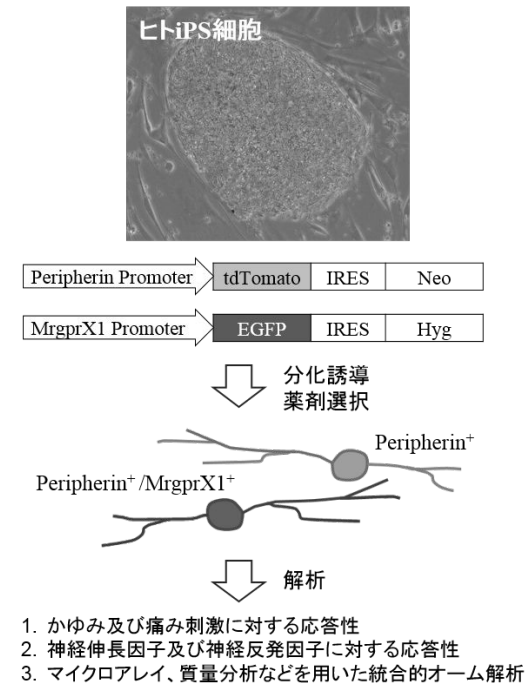 ヒトiPS細胞
Peripherin Promoter tdTomato IRES Neo
MrgprX1 Promoter EGFP IRES Hyg
分化誘導
薬剤選択
Peripherin⁺
Peripherin⁺/MrgprX1⁺
解析
1. かゆみ及び痛み刺激に対する応答性
2. 神経伸長因子及び神経反発因子に対する応答性
3. マイクロアレイ、質量分析などを用いた統合的オーム解析